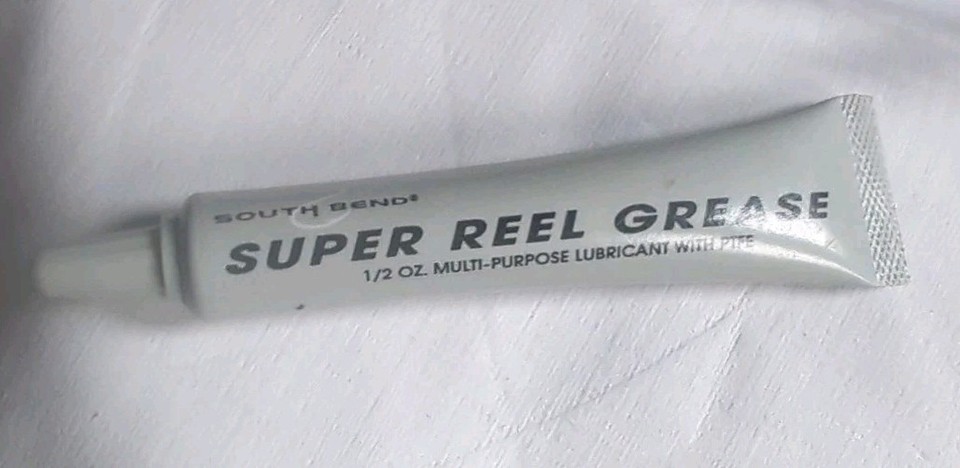 SOUTH BEND®
SUPER REEL GREASE
1/2 OZ. MULTI-PURPOSE LUBRICANT WITH PTFE